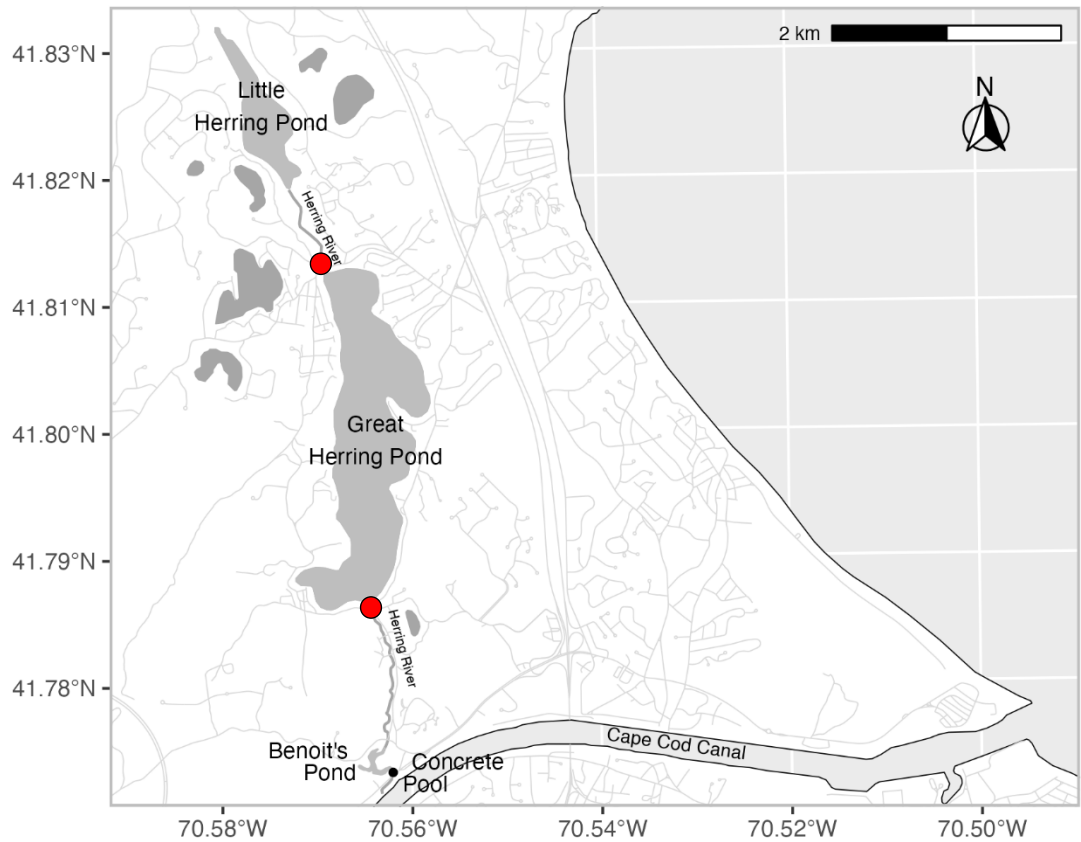 41.83°N
41.82°N
41.81°N
41.80°N
41.79°N
41.78°N
2 km
N
Little
Herring Pond
Herring River
Great
Herring Pond
Herring River
Benoit's
Pond
Concrete
Pool
Cape Cod Canal
70.58°W
70.56°W
70.54°W
70.52°W
70.50°W